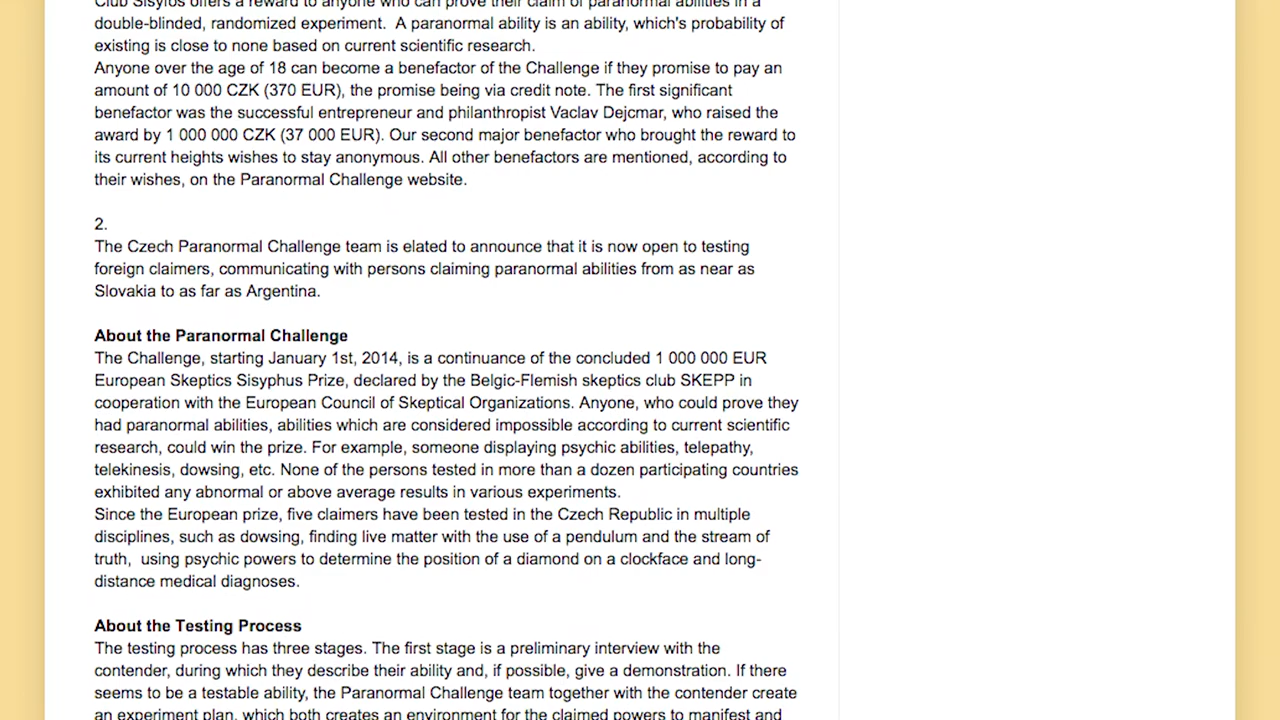 Club Sisyfos offers a reward to anyone who can prove their claim of paranormal abilities in a
double-blinded, randomized experiment.  A paranormal ability is an ability, which's probability of
existing is close to none based on current scientific research.
Anyone over the age of 18 can become a benefactor of the Challenge if they promise to pay an
amount of 10 000 CZK (370 EUR), the promise being via credit note. The first significant
benefactor was the successful entrepreneur and philanthropist Vaclav Dejcmar, who raised the
award by 1 000 000 CZK (37 000 EUR). Our second major benefactor who brought the reward to
its current heights wishes to stay anonymous. All other benefactors are mentioned, according to
their wishes, on the Paranormal Challenge website.
2.
The Czech Paranormal Challenge team is elated to announce that it is now open to testing
foreign claimers, communicating with persons claiming paranormal abilities from as near as
Slovakia to as far as Argentina.
About the Paranormal Challenge
The Challenge, starting January 1st, 2014, is a continuance of the concluded 1 000 000 EUR
European Skeptics Sisyphus Prize, declared by the Belgic-Flemish skeptics club SKEPP in
cooperation with the European Council of Skeptical Organizations. Anyone, who could prove they
had paranormal abilities, abilities which are considered impossible according to current scientific
research, could win the prize. For example, someone displaying psychic abilities, telepathy,
telekinesis, dowsing, etc. None of the persons tested in more than a dozen participating countries
exhibited any abnormal or above average results in various experiments.
Since the European prize, five claimers have been tested in the Czech Republic in multiple
disciplines, such as dowsing, finding live matter with the use of a pendulum and the stream of
truth,  using psychic powers to determine the position of a diamond on a clockface and long-
distance medical diagnoses.
About the Testing Process
The testing process has three stages. The first stage is a preliminary interview with the
contender, during which they describe their ability and, if possible, give a demonstration. If there
seems to be a testable ability, the Paranormal Challenge team together with the contender create
an experiment plan, which both creates an environment for the claimed powers to manifest and